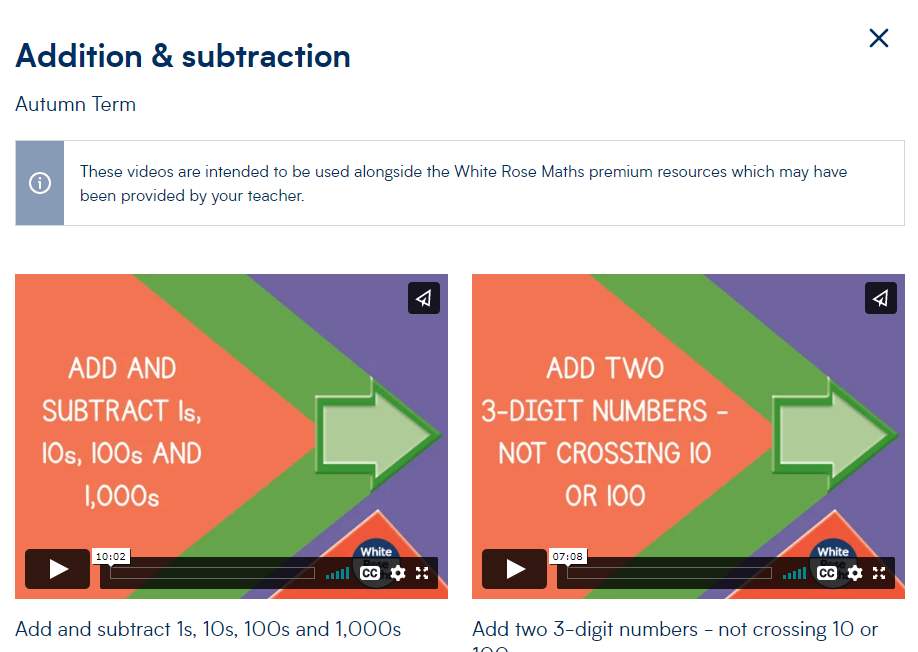 Addition & subtraction
Autumn Term
These videos are intended to be used alongside the White Rose Maths premium resources which may have
been provided by your teacher.
ADD AND
SUBTRACT 1s,
10s, 100s AND
1,000s
10:02
White
Rose
CC
Add and subtract 1s, 10s, 100s and 1,000s
ADD TWO
3-DIGIT NUMBERS -
NOT CROSSING 10
OR 100
07:08
White
Rose
CC
Add two 3-digit numbers - not crossing 10 or
100